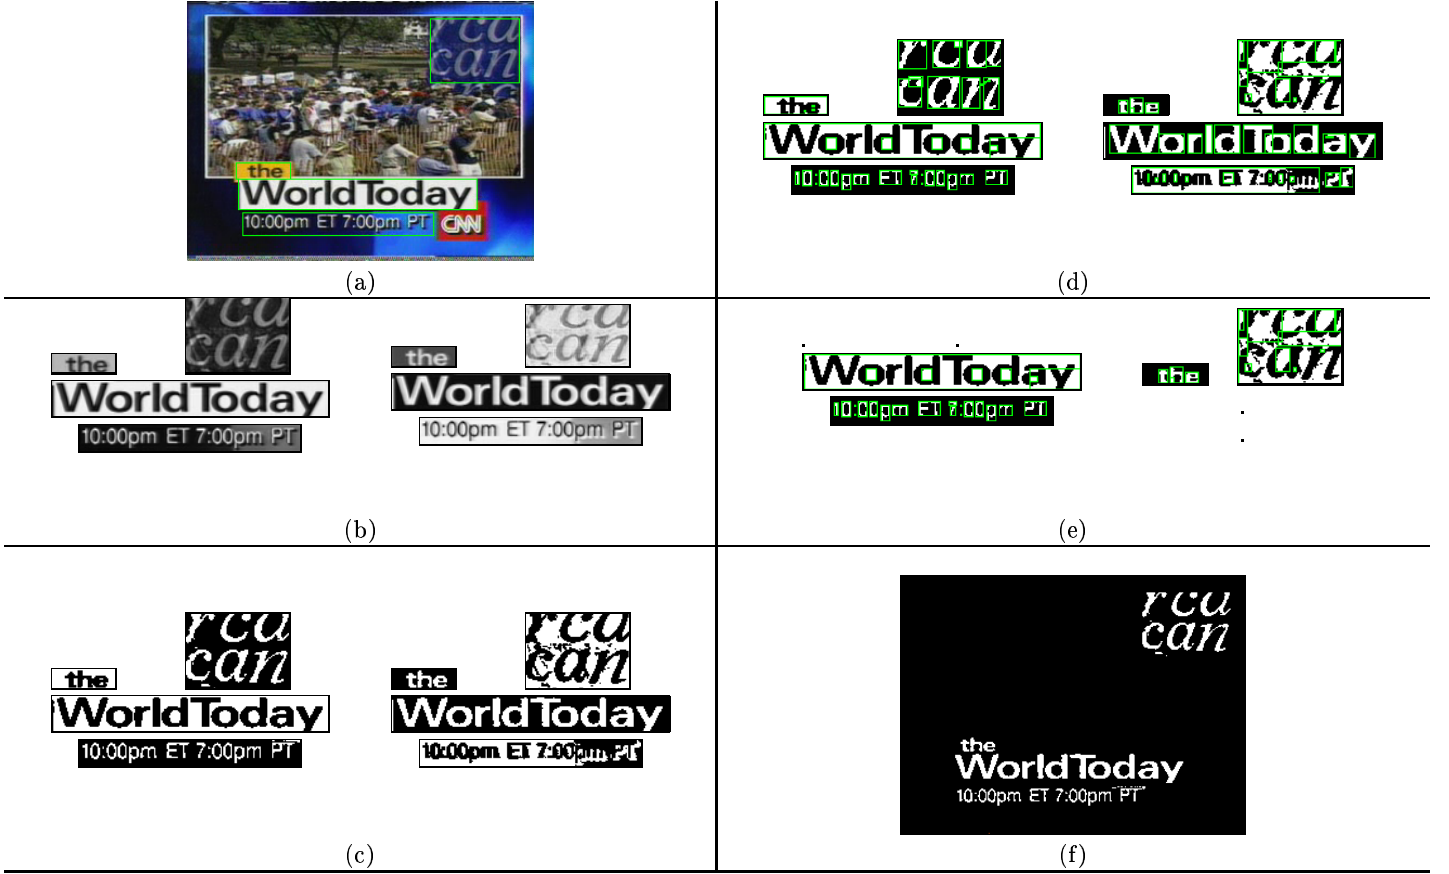 rca
can
the
WorldToday
10:00pm ET 7:00pm PT
CNN
(a)
rca
can
the
WorldToday
10:00pm ET 7:00pm PT
rca
can
the
WorldToday
10:00pm ET 7:00pm PT
(b)
rca
can
the
WorldToday
10:00pm ET 7:00pm PT
rca
can
the
WorldToday
10:00pm ET 7:00pm PT
(c)
rca
can
the
WorldToday
10:00pm ET 7:00pm PT
rca
can
the
WorldToday
10:00pm ET 7:00pm PT
(d)
WorldToday
10:00pm ET 7:00pm PT
rca
can
the
(e)
rca
can
the
WorldToday
10:00pm ET 7:00pm PT
(f)